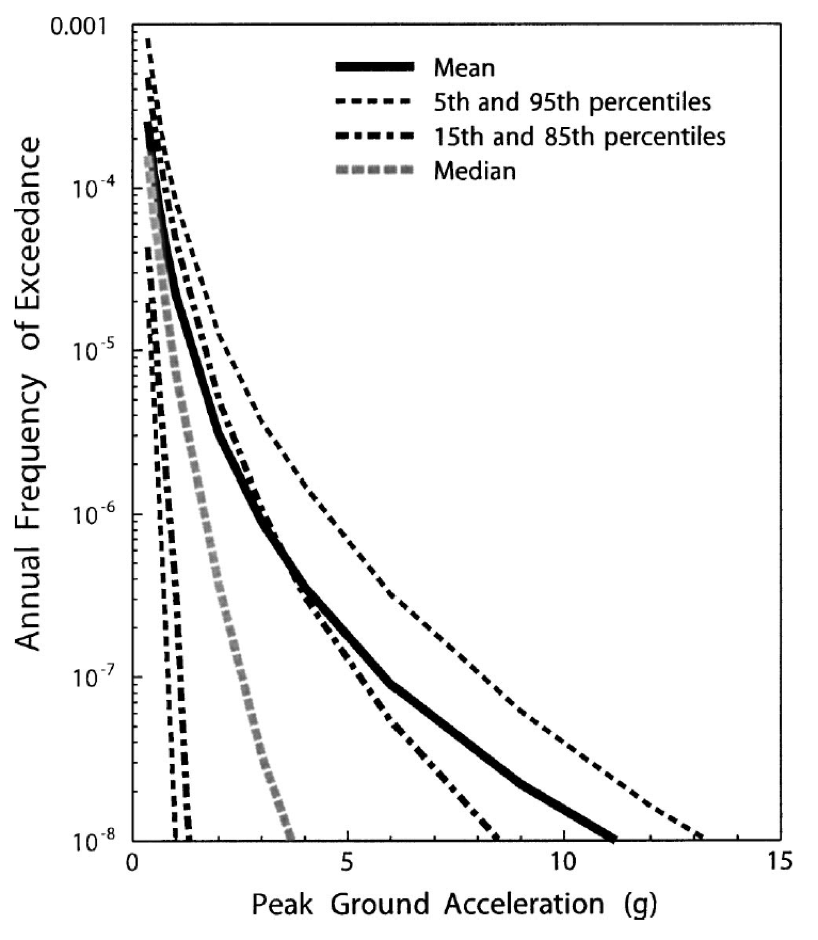 0.001
10-4
10-5
10-6
10-7
10-8
Annual Frequency of Exceedance
Mean
5th and 95th percentiles
15th and 85th percentiles
Median
0 5 10 15
Peak Ground Acceleration (g)